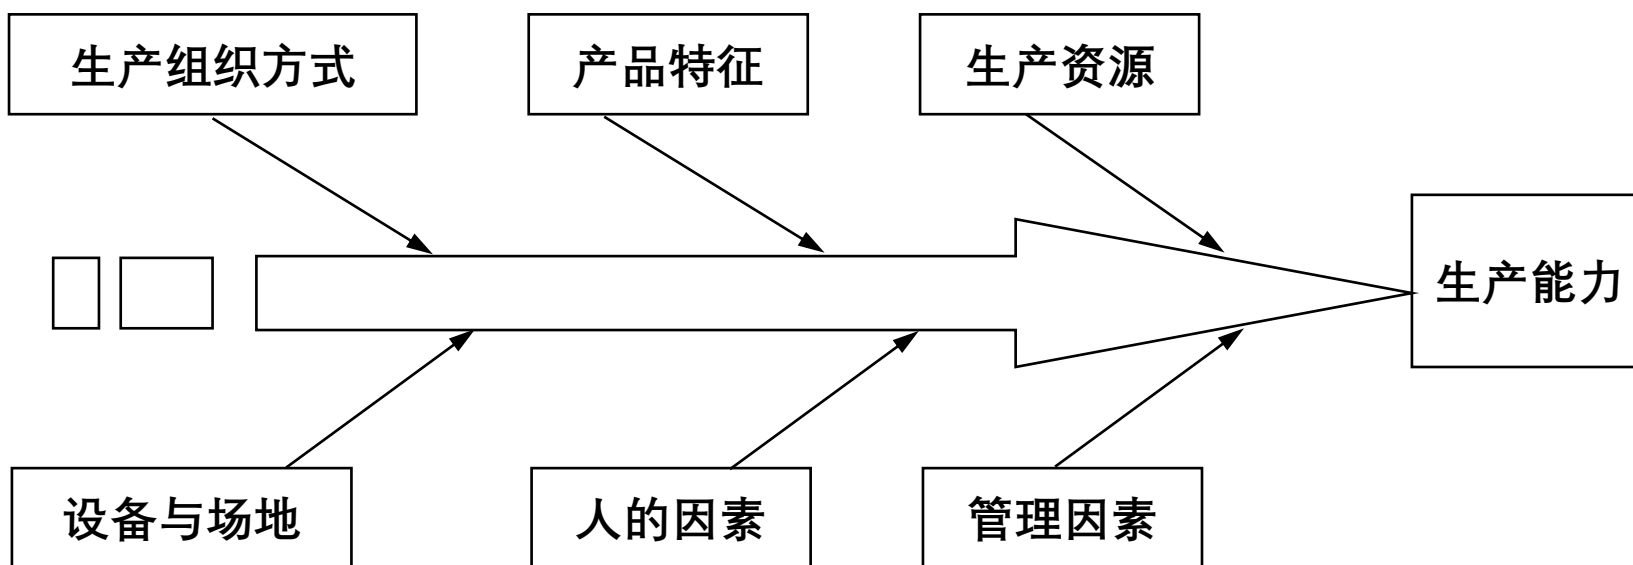 生产组织方式
产品特征
生产资源
生产能力
设备与场地
人的因素
管理因素